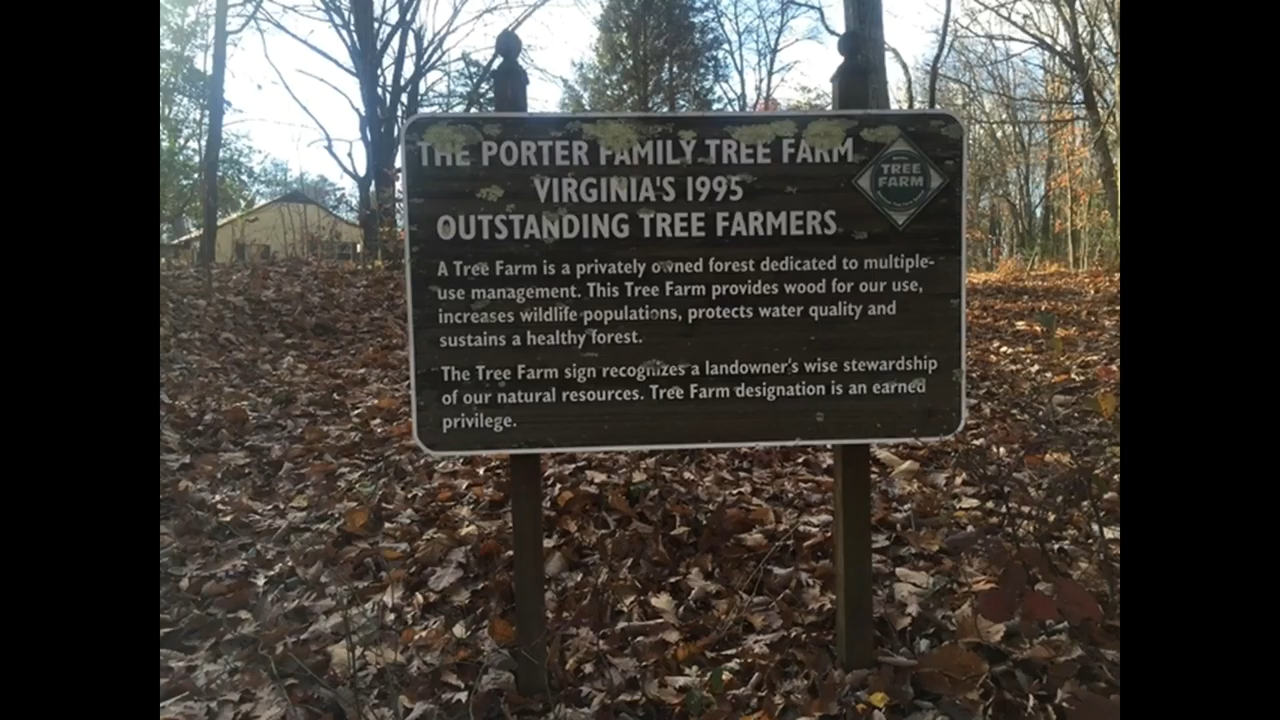 THE PORTER FAMILY TREE FARM
VIRGINIA'S 1995
OUTSTANDING TREE FARMERS
TREE
FARM
A Tree Farm is a privately owned forest dedicated to multiple-
use management. This Tree Farm provides wood for our use,
increases wildlife populations, protects water quality and
sustains a healthy forest.
The Tree Farm sign recognizes a landowner's wise stewardship
of our natural resources. Tree Farm designation is an earned
privilege.